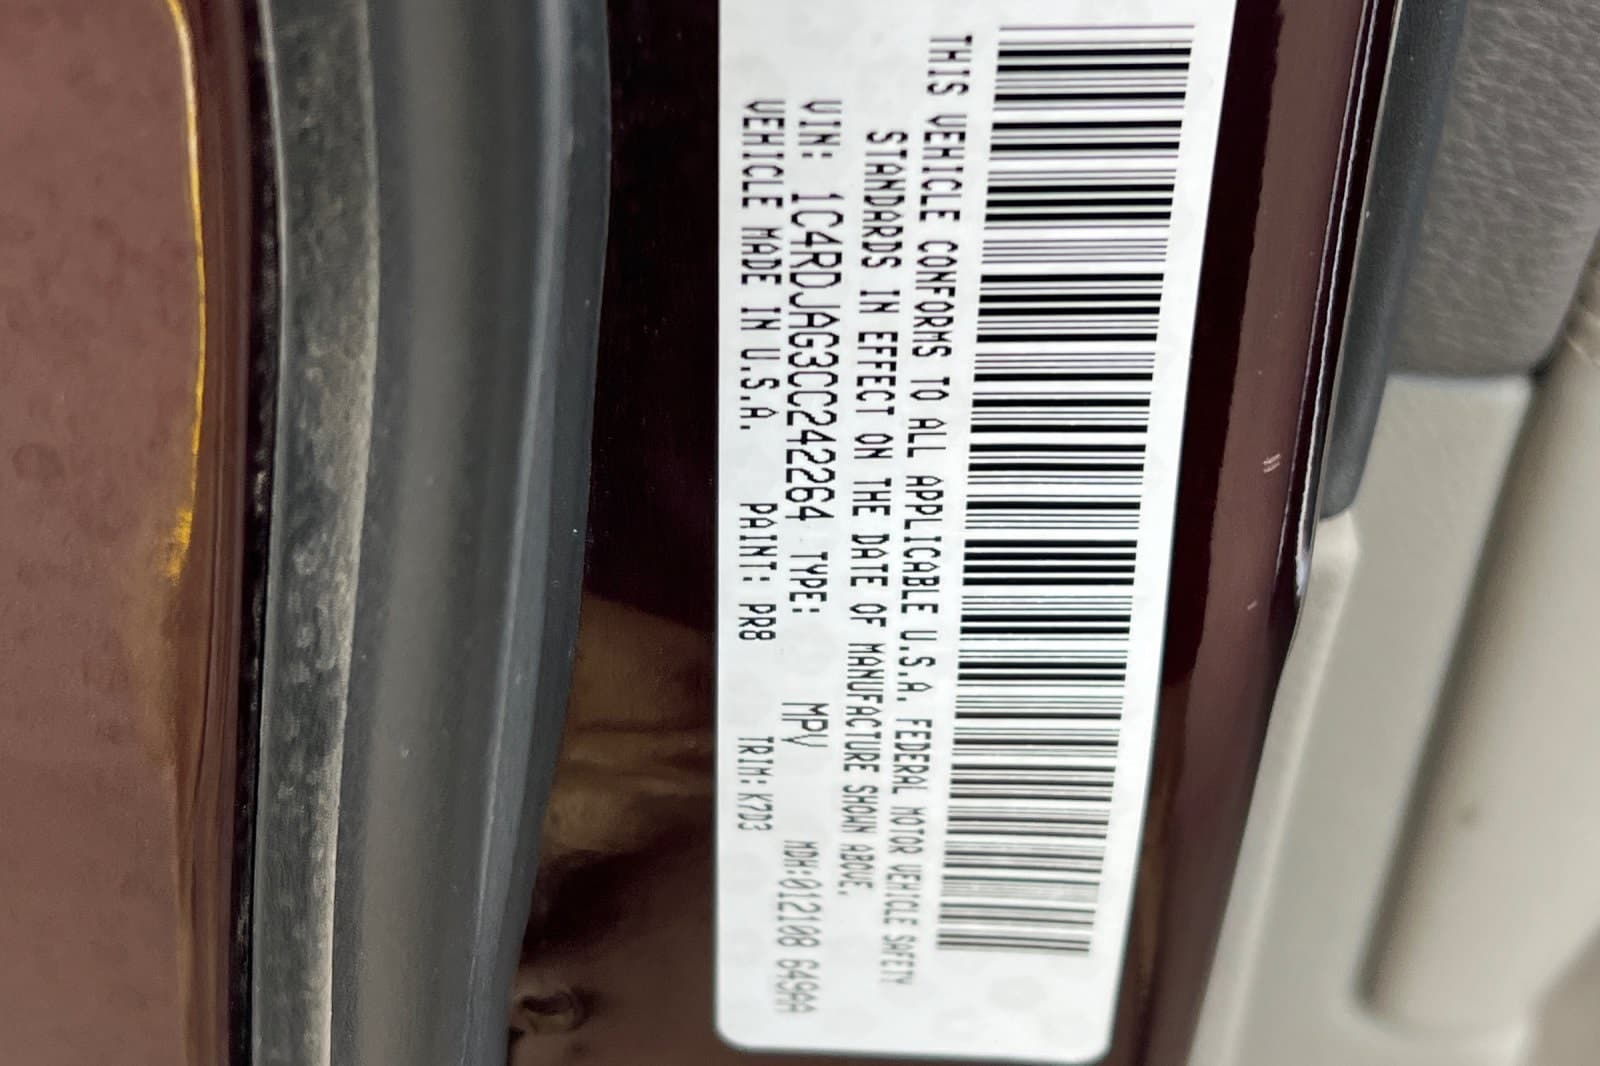 THIS VEHICLE CONFORMS TO ALL APPLICABLE U.S.A. FEDERAL MOTOR VEHICLE SAFETY
STANDARDS IN EFFECT ON THE DATE OF MANUFACTURE SHOWN ABOVE.
VIN: 1C4RDJAG3CC242264 TYPE: MPV MDH:012108 649AA
VEHICLE MADE IN U.S.A. PAINT: PR8 TRIM: K7D3